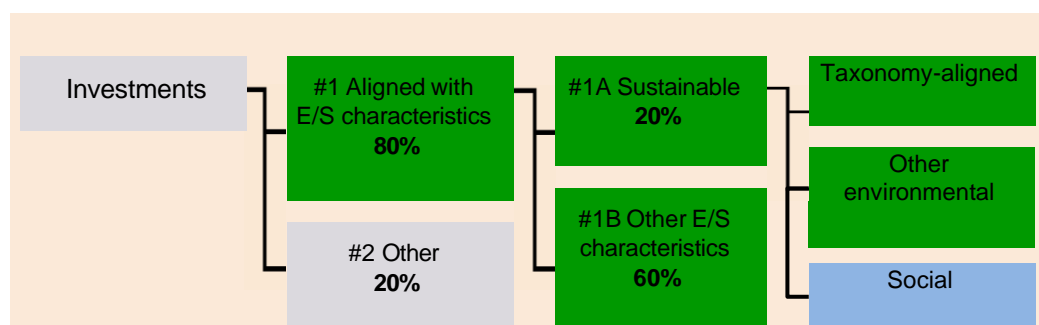 Investments
#1 Aligned with
E/S characteristics
80%
#2 Other
20%
#1A Sustainable
20%
#1B Other E/S
characteristics
60%
Taxonomy-aligned
Other
environmental
Social